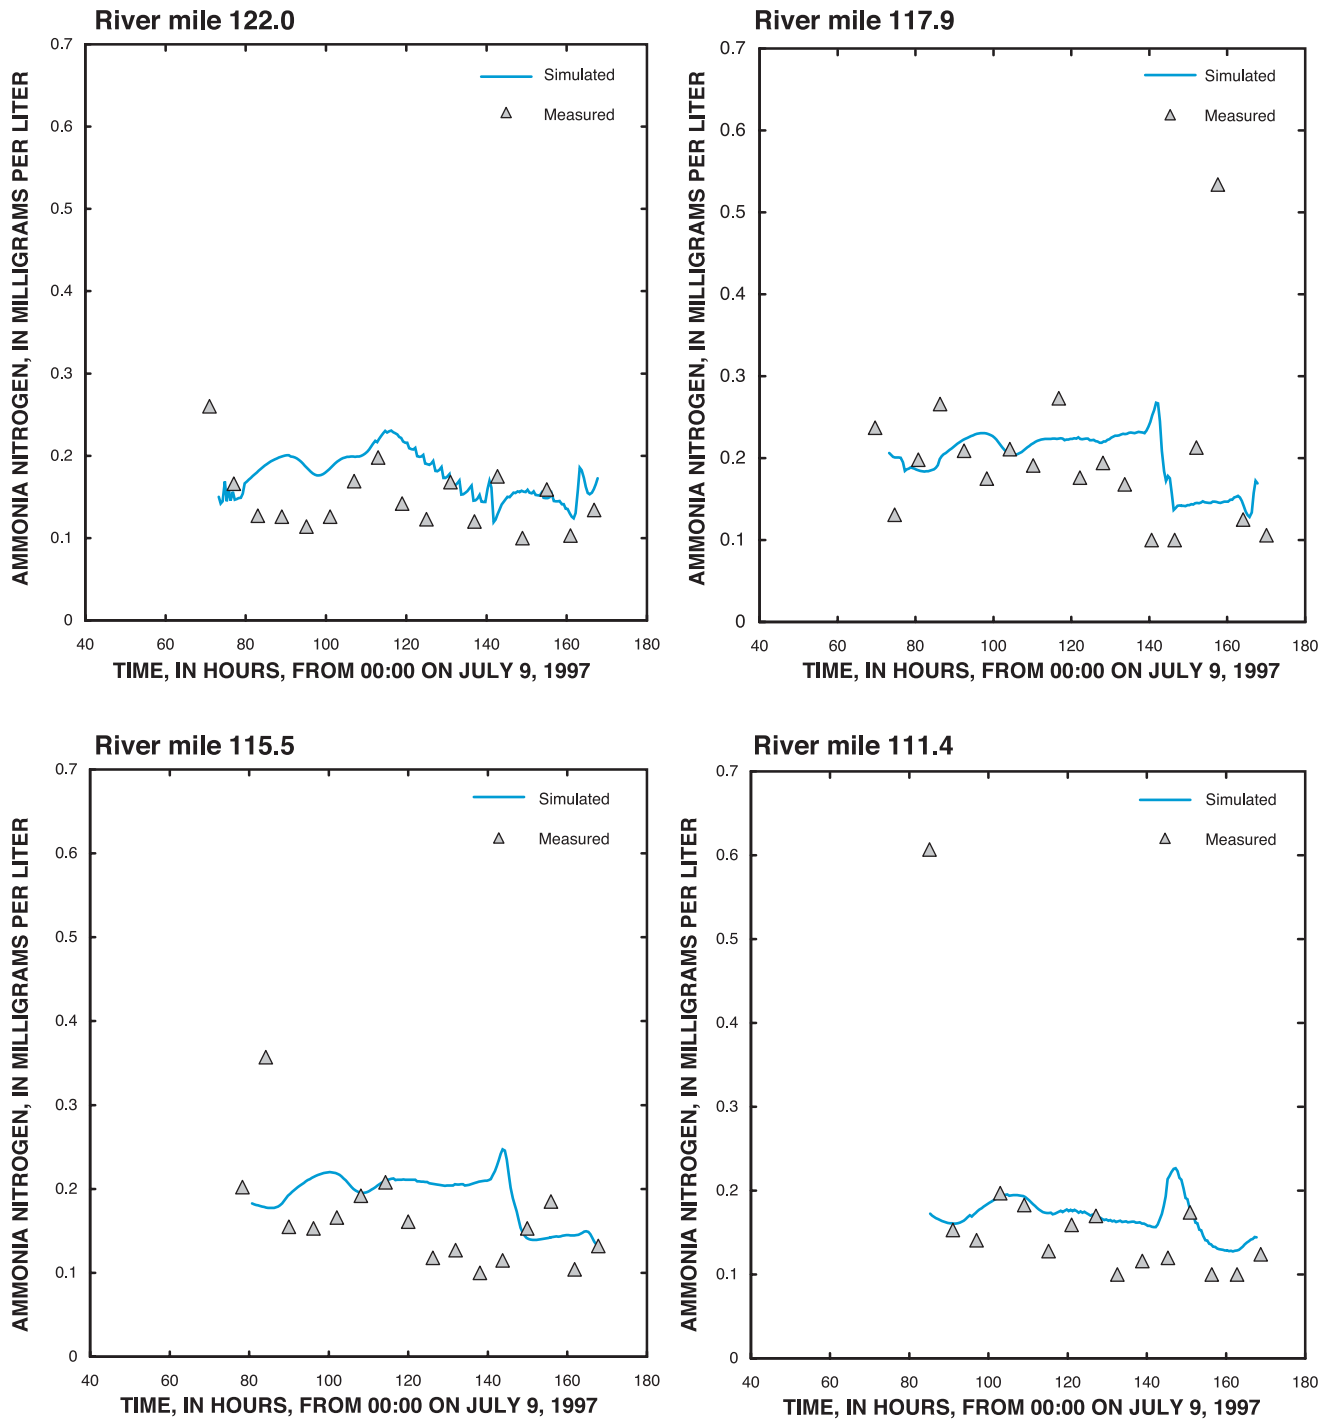 River mile 122.0
AMMONIA NITROGEN, IN MILLIGRAMS PER LITER
0.7
0.6
0.5
0.4
0.3
0.2
0.1
0
Simulated
Measured
40 60 80 100 120 140 160 180
TIME, IN HOURS, FROM 00:00 ON JULY 9, 1997
River mile 117.9
AMMONIA NITROGEN, IN MILLIGRAMS PER LITER
0.7
0.6
0.5
0.4
0.3
0.2
0.1
0
Simulated
Measured
40 60 80 100 120 140 160 180
TIME, IN HOURS, FROM 00:00 ON JULY 9, 1997
River mile 115.5
AMMONIA NITROGEN, IN MILLIGRAMS PER LITER
0.7
0.6
0.5
0.4
0.3
0.2
0.1
0
Simulated
Measured
40 60 80 100 120 140 160 180
TIME, IN HOURS, FROM 00:00 ON JULY 9, 1997
River mile 111.4
AMMONIA NITROGEN, IN MILLIGRAMS PER LITER
0.7
0.6
0.5
0.4
0.3
0.2
0.1
0
Simulated
Measured
40 60 80 100 120 140 160 180
TIME, IN HOURS, FROM 00:00 ON JULY 9, 1997